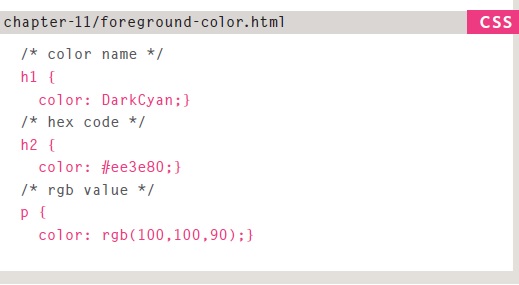 chapter-11/foreground-color.html CSS
/* color name */
h1 {
  color: DarkCyan;}
/* hex code */
h2 {
  color: #ee3e80;}
/* rgb value */
p {
  color: rgb(100,100,90);}